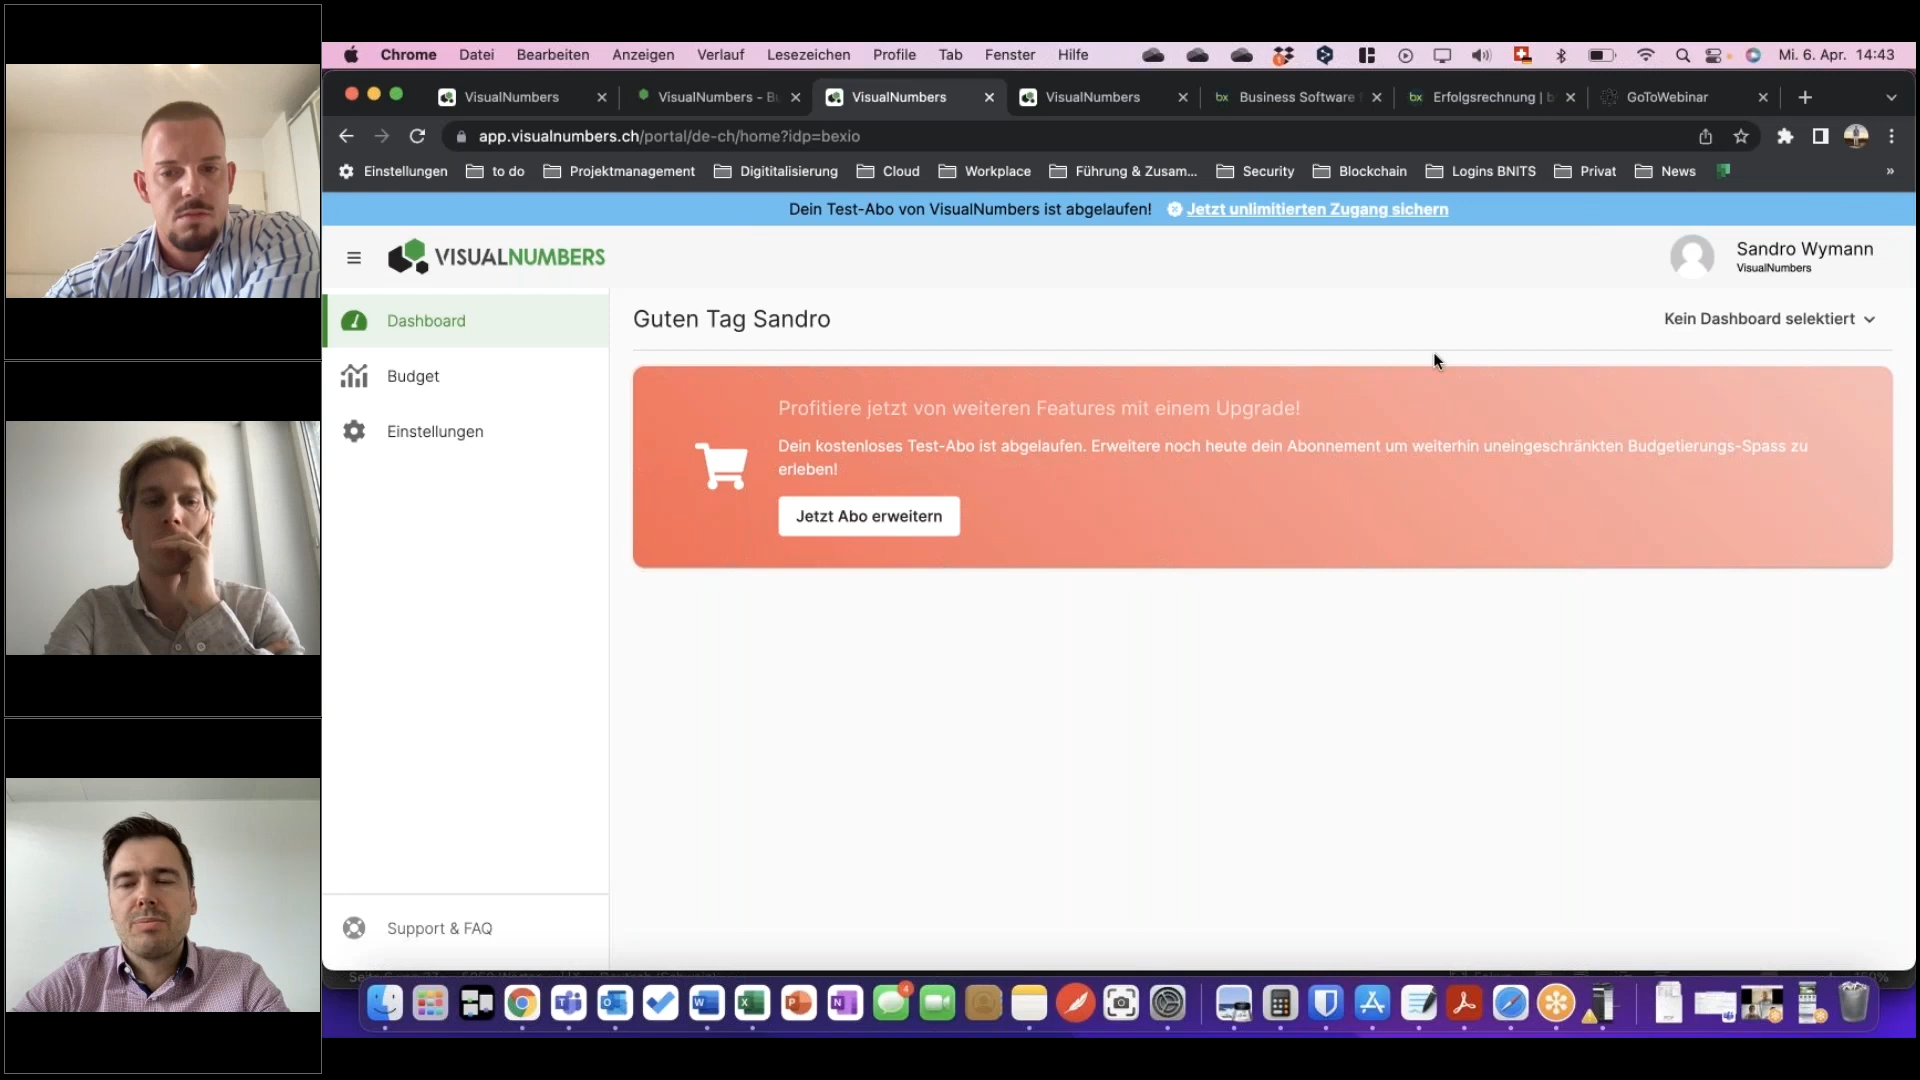 Chrome Datei Bearbeiten Anzeigen Verlauf Lesezeichen Profile Tab Fenster Hilfe Mi. 6. Apr. 14:43
VisualNumbers VisualNumbers - Bu VisualNumbers VisualNumbers Business Software f Erfolgsrechnung | b GoToWebinar
app.visualnumbers.ch/portal/de-ch/home?idp=bexio
Einstellungen to do Projektmanagement Digititalisierung Cloud Workplace Führung & Zusam... Security Blockchain Logins BNITS Privat News »
Dein Test-Abo von VisualNumbers ist abgelaufen! Jetzt unlimitierten Zugang sichern
VISUALNUMBERS
Sandro Wymann
VisualNumbers
Dashboard
Budget
Einstellungen
Support & FAQ
Guten Tag Sandro
Kein Dashboard selektiert
Profitiere jetzt von weiteren Features mit einem Upgrade!
Dein kostenloses Test-Abo ist abgelaufen. Erweitere noch heute dein Abonnement um weiterhin uneingeschränkten Budgetierungs-Spass zu
erleben!
Jetzt Abo erweitern